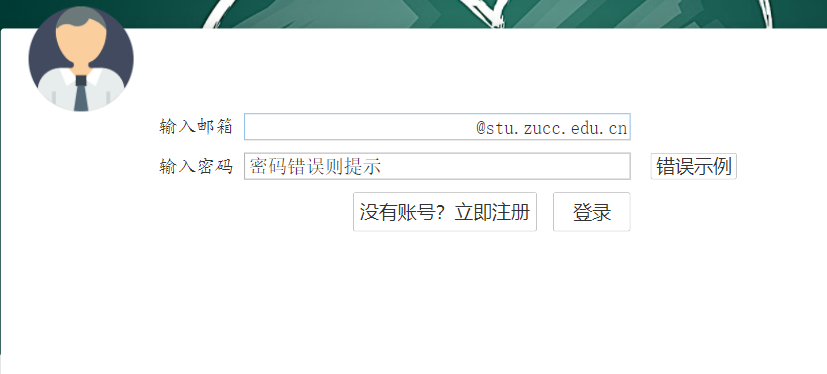 输入邮箱 @stu.zucc.edu.cn
输入密码 密码错误则提示 错误示例
没有账号？立即注册 登录